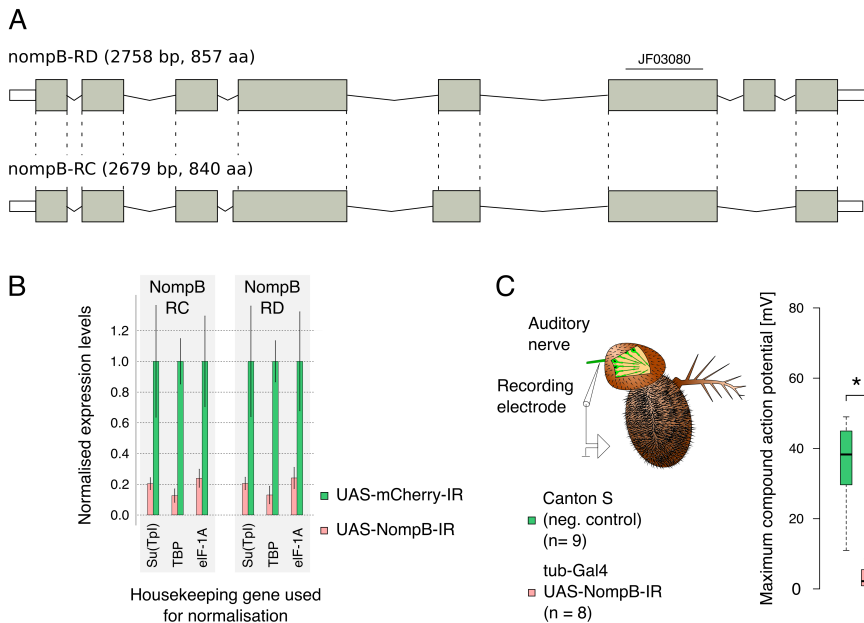 A
nompB-RD (2758 bp, 857 aa)
JF03080
nompB-RC (2679 bp, 840 aa)
B
NompB
RC
NompB
RD
Normalised expression levels
1.2
1.0
0.8
0.6
0.4
0.2
0.0
Su(Tpl)
TBP
eIF-1A
Su(Tpl)
TBP
eIF-1A
Housekeeping gene used
for normalisation
UAS-mCherry-IR
UAS-NompB-IR
C
Auditory
nerve
Recording
electrode
Canton S
(neg. control)
(n= 9)
tub-Gal4
UAS-NompB-IR
(n = 8)
Maximum compound action potential [mV]
80
60
40
20
0
*